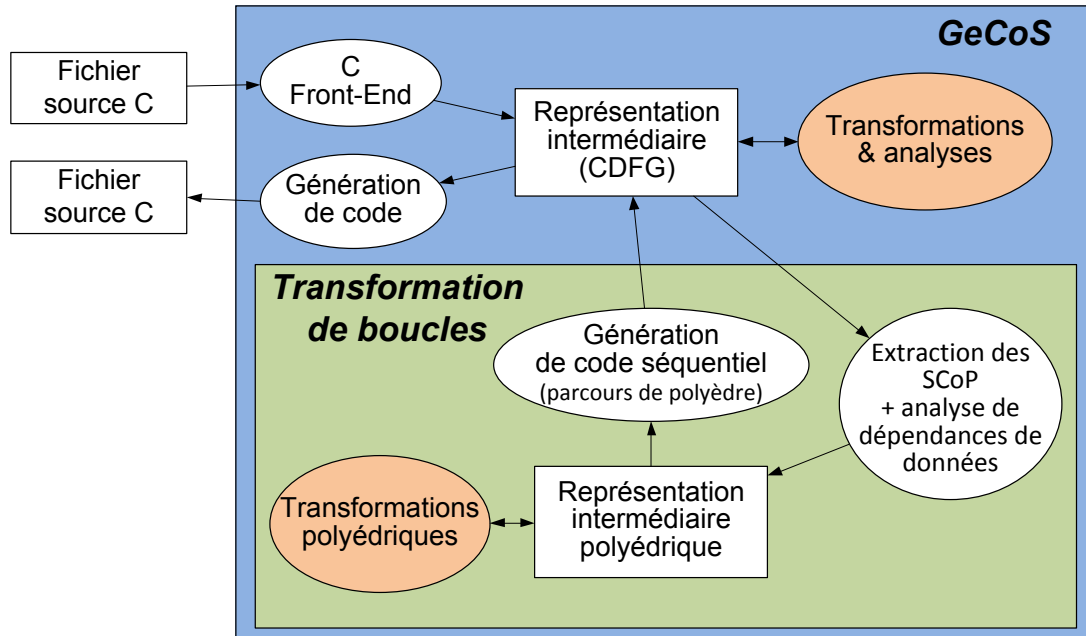 GeCoS
Fichier
source C
C
Front-End
Représentation
intermédiaire
(CDFG)
Transformations
& analyses
Fichier
source C
Génération
de code
Transformation
de boucles
Génération
de code séquentiel
(parcours de polyèdre)
Extraction des
SCoP
+ analyse de
dépendances de
données
Transformations
polyédriques
Représentation
intermédiaire
polyédrique